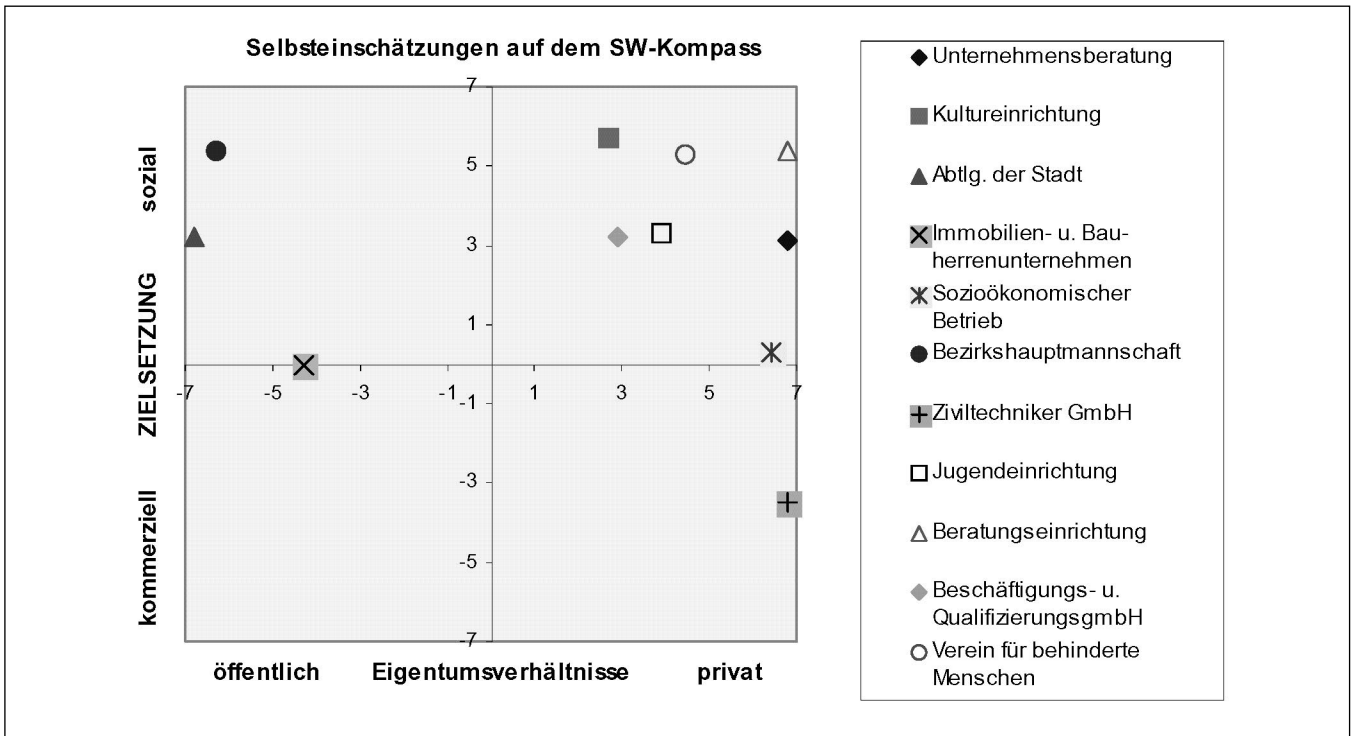 Selbsteinschätzungen auf dem SW-Kompass
7
5
3
1
-7 -5 -3 -1 1 3 5 7
-1
-3
-5
-7
sozial
ZIELSETZUNG
kommerziell
öffentlich Eigentumsverhältnisse privat
Unternehmensberatung
Kultureinrichtung
Abtlg. der Stadt
Immobilien- u. Bau-
herrenunternehmen
Sozioökonomischer
Betrieb
Bezirkshauptmannschaft
Ziviltechniker GmbH
Jugendeinrichtung
Beratungseinrichtung
Beschäftigungs- u.
QualifizierungsgmbH
Verein für behinderte
Menschen